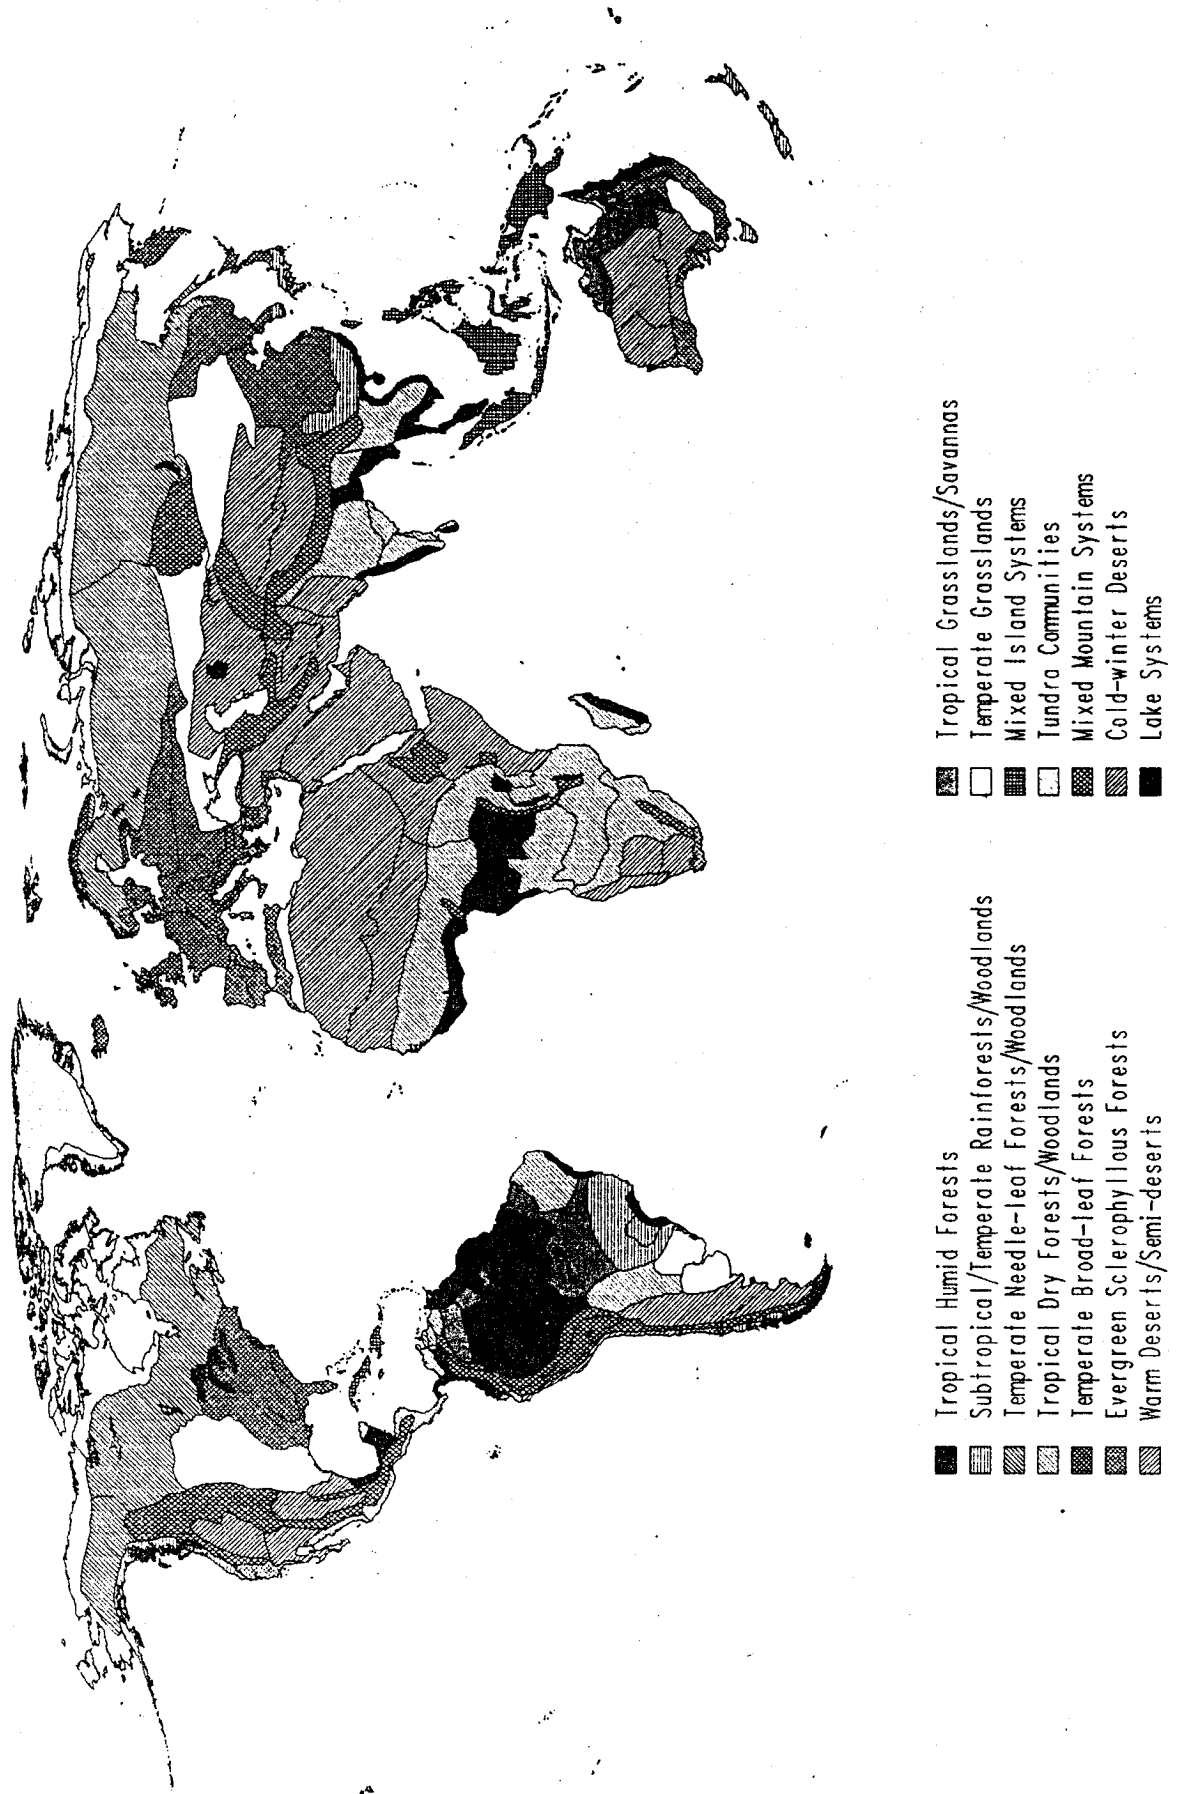 Tropical Humid Forests
Subtropical/Temperate Rainforests/Woodlands
Temperate Needle-leaf Forests/Woodlands
Tropical Dry Forests/Woodlands
Temperate Broad-leaf Forests
Evergreen Sclerophyllous Forests
Warm Deserts/Semi-deserts
Tropical Grasslands/Savannas
Temperate Grasslands
Mixed Island Systems
Tundra Communities
Mixed Mountain Systems
Cold-winter Deserts
Lake Systems